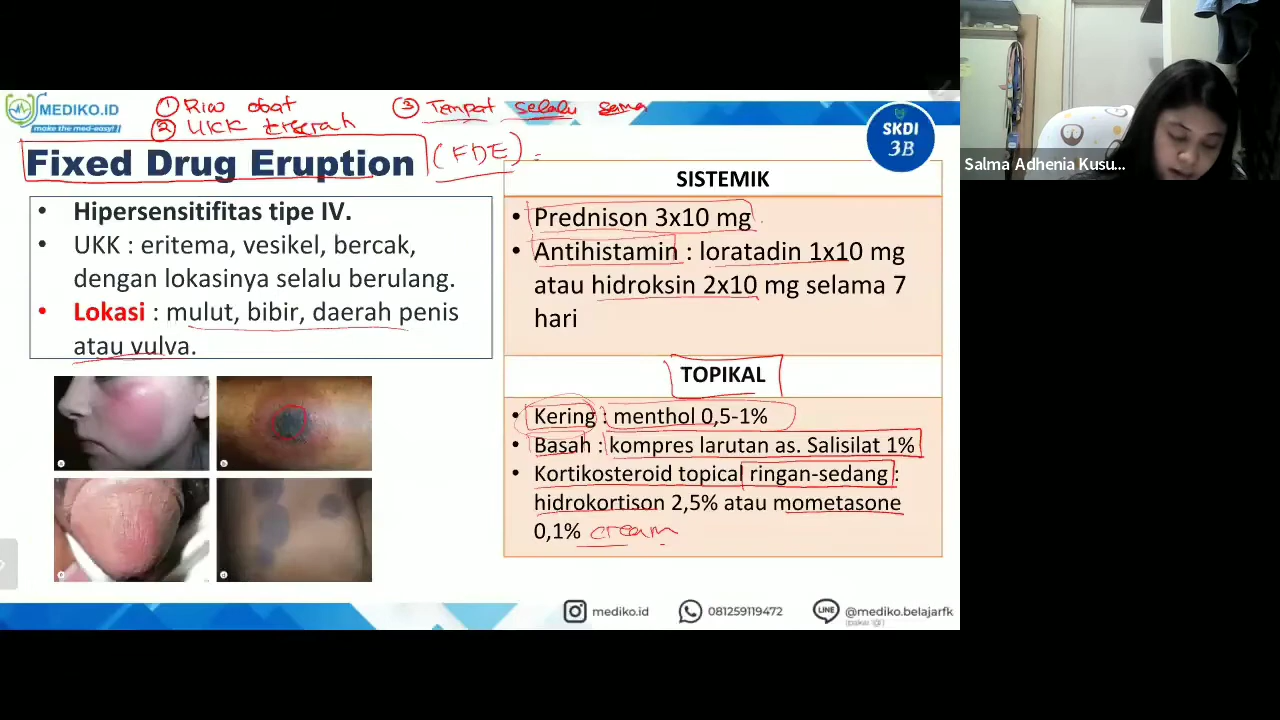 MEDIKO.ID
make the med-easy!
① Riw obat
② UKK
③ Tempat selalu sama
Fixed Drug Eruption
(FDE) :
SKDI
3B
Salma Adhenia Kusu...
• Hipersensitifitas tipe IV.
• UKK : eritema, vesikel, bercak,
dengan lokasinya selalu berulang.
• Lokasi : mulut, bibir, daerah penis
atau vulva.
SISTEMIK
• Prednison 3x10 mg
• Antihistamin : loratadin 1x10 mg
atau hidroksin 2x10 mg selama 7
hari
TOPIKAL
• Kering : menthol 0,5-1%
• Basah : kompres larutan as. Salisilat 1%
• Kortikosteroid topical ringan-sedang :
hidrokortison 2,5% atau mometasone
0,1% cream
mediko.id
081259119472
LINE
@mediko.belajarfk
(pakai '@')